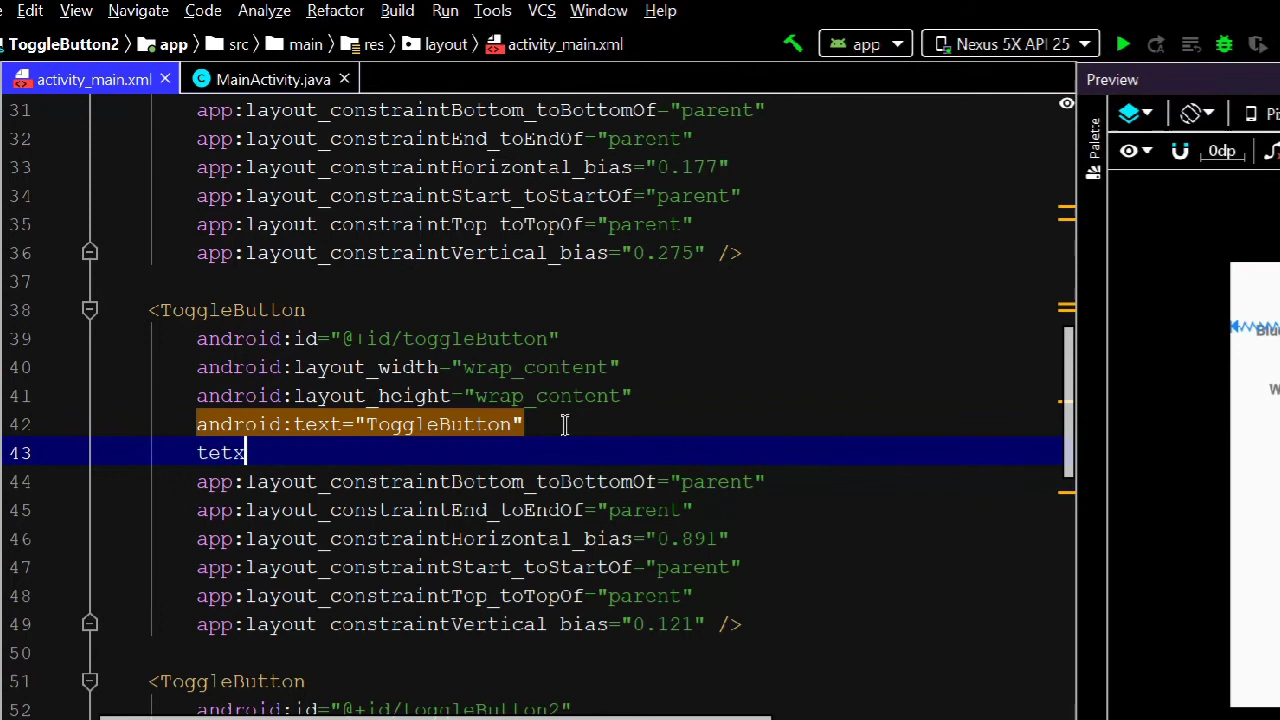 Edit View Navigate Code Analyze Refactor Build Run Tools VCS Window Help
ToggleButton2 app src main res layout activity_main.xml app Nexus 5X API 25
activity_main.xml MainActivity.java Preview
31 app:layout_constraintBottom_toBottomOf="parent"
32 app:layout_constraintEnd_toEndOf="parent"
33 app:layout_constraintHorizontal_bias="0.177"
34 app:layout_constraintStart_toStartOf="parent"
35 app:layout_constraintTop_toTopOf="parent"
36 app:layout_constraintVertical_bias="0.275" />
37
38 <ToggleButton
39 android:id="@+id/toggleButton"
40 android:layout_width="wrap_content"
41 android:layout_height="wrap_content"
42 android:text="ToggleButton"
43 tetx
44 app:layout_constraintBottom_toBottomOf="parent"
45 app:layout_constraintEnd_toEndOf="parent"
46 app:layout_constraintHorizontal_bias="0.891"
47 app:layout_constraintStart_toStartOf="parent"
48 app:layout_constraintTop_toTopOf="parent"
49 app:layout_constraintVertical_bias="0.121" />
50
51 <ToggleButton
52 android:id="@+id/toggleButton2"
Palette
0dp